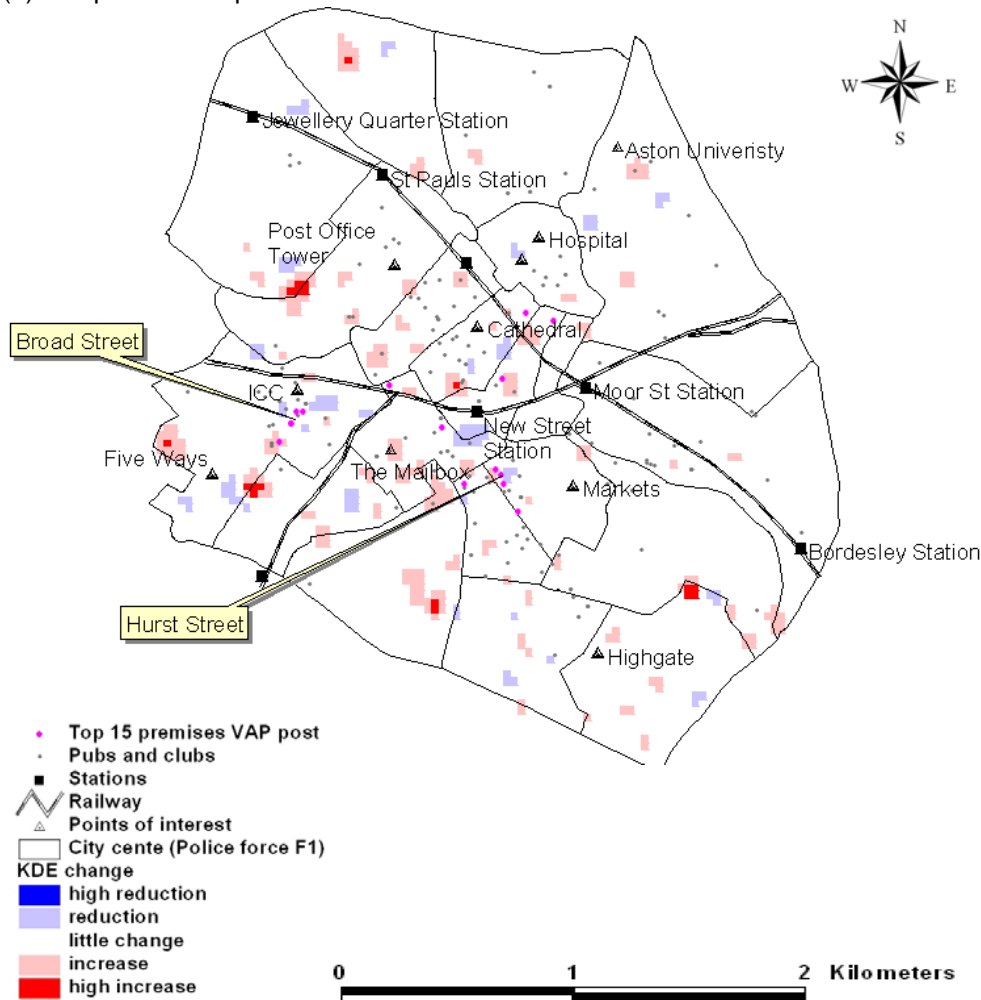 N
W E
S
Jewellery Quarter Station
Aston Univeristy
St Pauls Station
Post Office
Tower
Hospital
Cathedral
Broad Street
ICC
Moor St Station
New Street
Station
Five Ways
The Mailbox
Markets
Bordesley Station
Hurst Street
Highgate
Top 15 premises VAP post
Pubs and clubs
Stations
Railway
Points of interest
City cente (Police force F1)
KDE change
high reduction
reduction
little change
increase
high increase
0 1 2 Kilometers